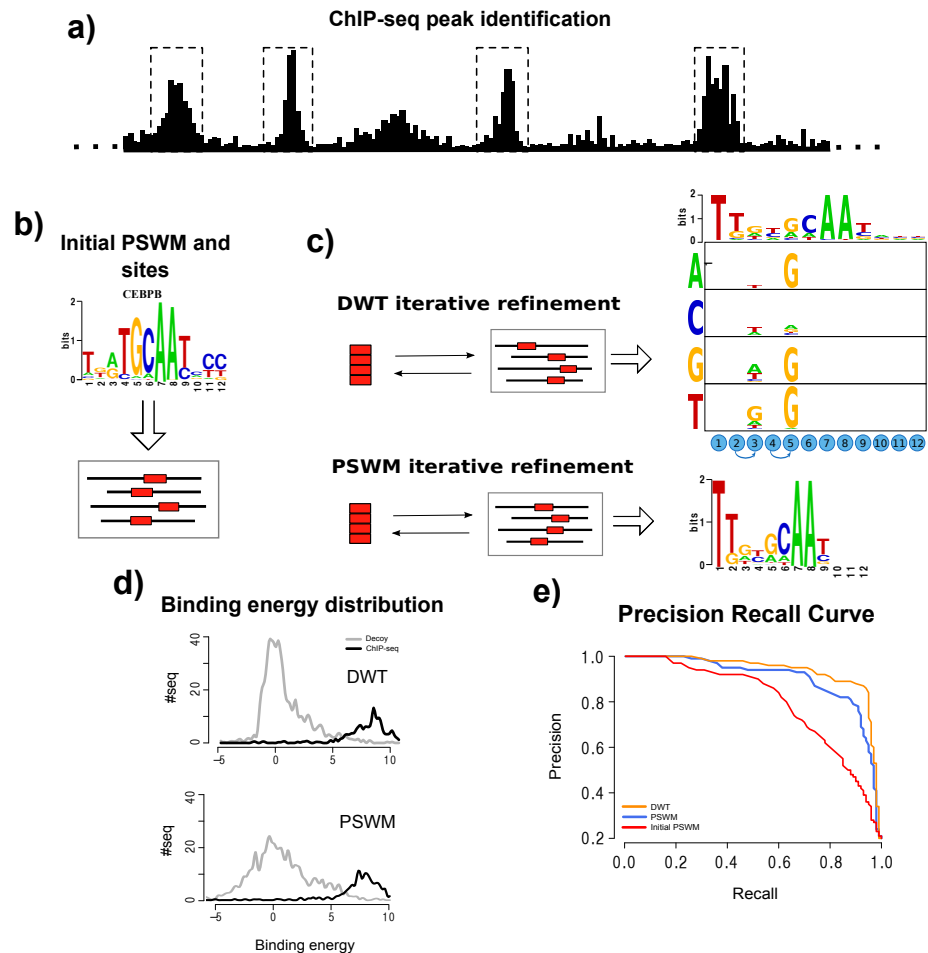 a)
ChIP-seq peak identification
b)
Initial PSWM and
sites
CEBPB
bits
2
1
0
T T A T G C A A T C C C
1 2 3 4 5 6 7 8 9 10 11 12
c)
DWT iterative refinement
bits
2
1
0
T T G T G C A A T
A
G
C
G
A G
T
G G
1 2 3 4 5 6 7 8 9 10 11 12
PSWM iterative refinement
bits
2
1
0
T T G T G C A A T
1 2 3 4 5 6 7 8 9 10 11 12
d)
Binding energy distribution
#seq
40
20
0
Decoy
ChIP-seq
DWT
−5 0 5 10
#seq
40
20
0
PSWM
−5 0 5 10
Binding energy
e)
Precision Recall Curve
Precision
1.0
0.8
0.6
0.4
0.2
DWT
PSWM
Initial PSWM
0.0 0.2 0.4 0.6 0.8 1.0
Recall